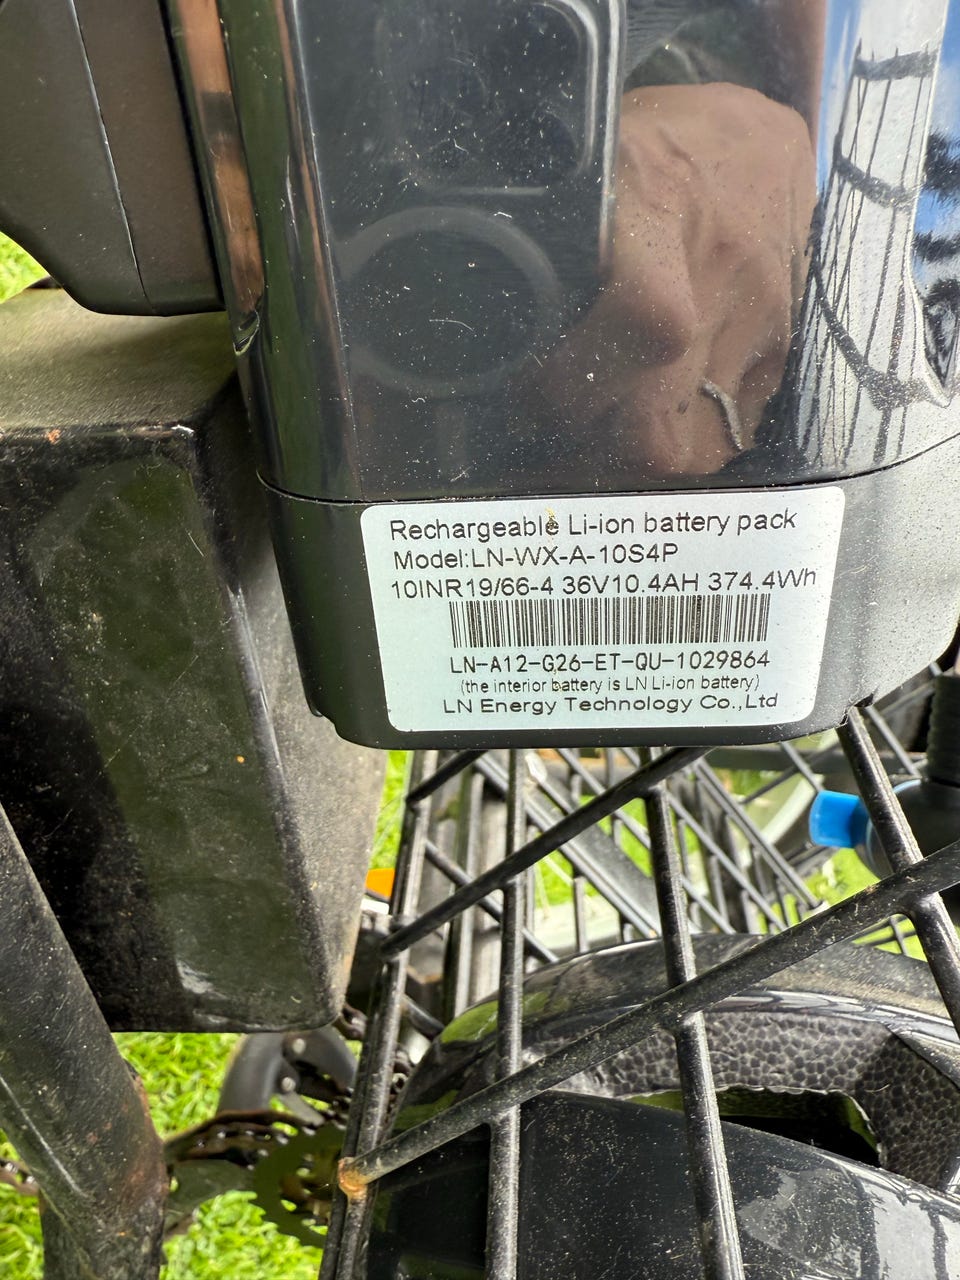 Rechargeable Li-ion battery pack
Model:LN-WX-A-10S4P
10INR19/66-4 36V10.4AH 374.4Wh
LN-A12-G26-ET-QU-1029864
(the interior battery is LN Li-ion battery)
LN Energy Technology Co.,Ltd